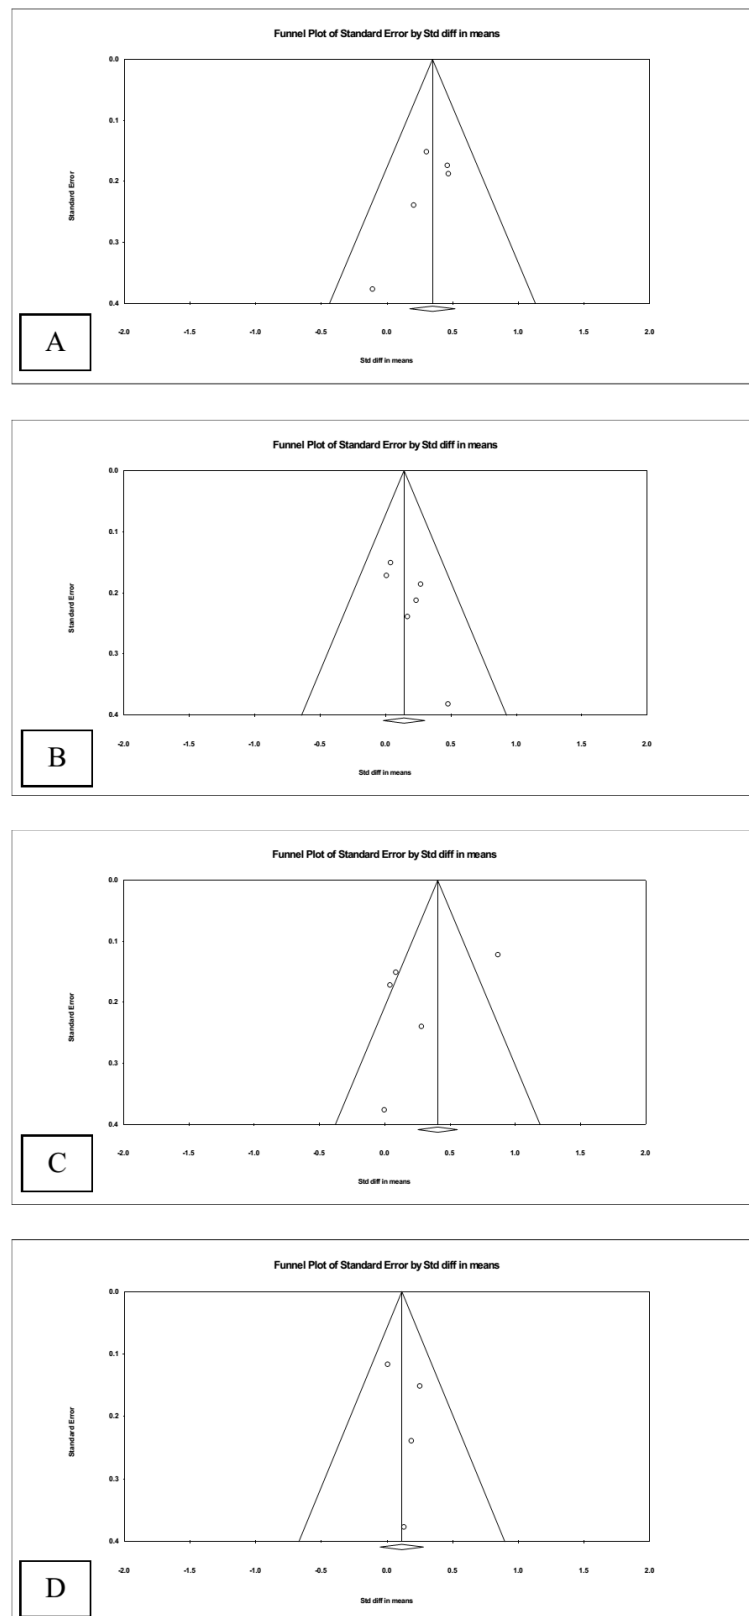 Funnel Plot of Standard Error by Std diff in means
0.0
0.1
0.2
0.3
0.4
Standard Error
-2.0 -1.5 -1.0 -0.5 0.0 0.5 1.0 1.5 2.0
Std diff in means
A
Funnel Plot of Standard Error by Std diff in means
0.0
0.1
0.2
0.3
0.4
Standard Error
-2.0 -1.5 -1.0 -0.5 0.0 0.5 1.0 1.5 2.0
Std diff in means
B
Funnel Plot of Standard Error by Std diff in means
0.0
0.1
0.2
0.3
0.4
Standard Error
-2.0 -1.5 -1.0 -0.5 0.0 0.5 1.0 1.5 2.0
Std diff in means
C
Funnel Plot of Standard Error by Std diff in means
0.0
0.1
0.2
0.3
0.4
Standard Error
-2.0 -1.5 -1.0 -0.5 0.0 0.5 1.0 1.5 2.0
Std diff in means
D